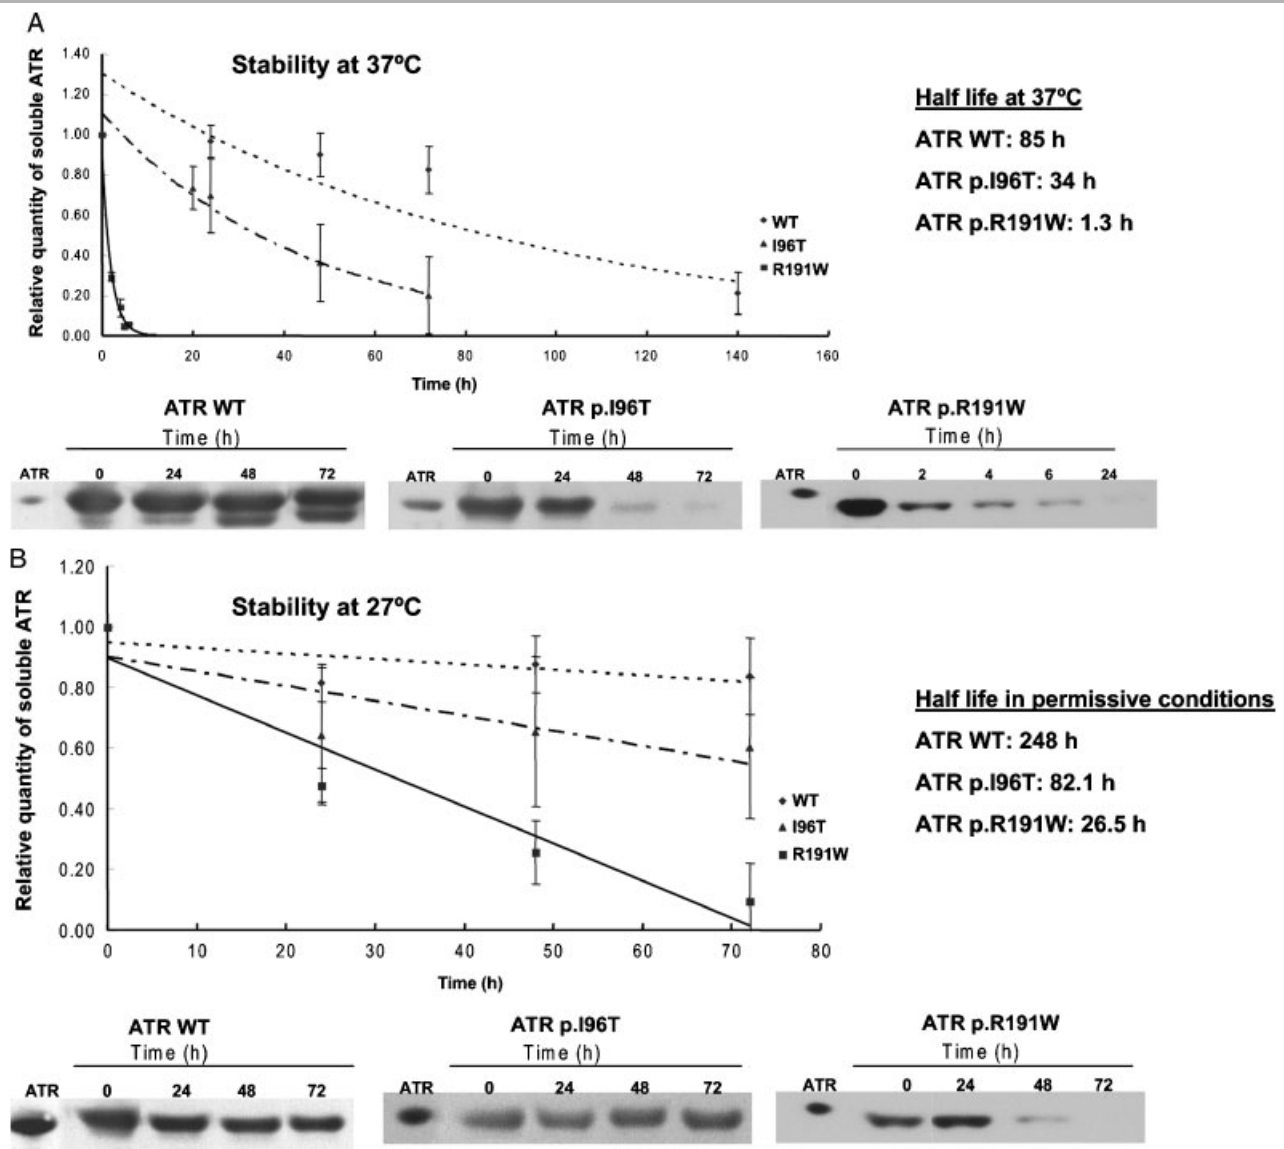 A
Stability at 37ºC
Relative quantity of soluble ATR
1.40
1.20
1.00
0.80
0.60
0.40
0.20
0.00
0 20 40 60 80 100 120 140 160
Time (h)
WT
I96T
R191W
Half life at 37ºC
ATR WT: 85 h
ATR p.I96T: 34 h
ATR p.R191W: 1.3 h
ATR WT
Time (h)
ATR 0 24 48 72
ATR p.I96T
Time (h)
ATR 0 24 48 72
ATR p.R191W
Time (h)
ATR 0 2 4 6 24
B
Stability at 27ºC
Relative quantity of soluble ATR
1.20
1.00
0.80
0.60
0.40
0.20
0.00
0 10 20 30 40 50 60 70 80
Time (h)
WT
I96T
R191W
Half life in permissive conditions
ATR WT: 248 h
ATR p.I96T: 82.1 h
ATR p.R191W: 26.5 h
ATR WT
Time (h)
ATR 0 24 48 72
ATR p.I96T
Time (h)
ATR 0 24 48 72
ATR p.R191W
Time (h)
ATR 0 24 48 72